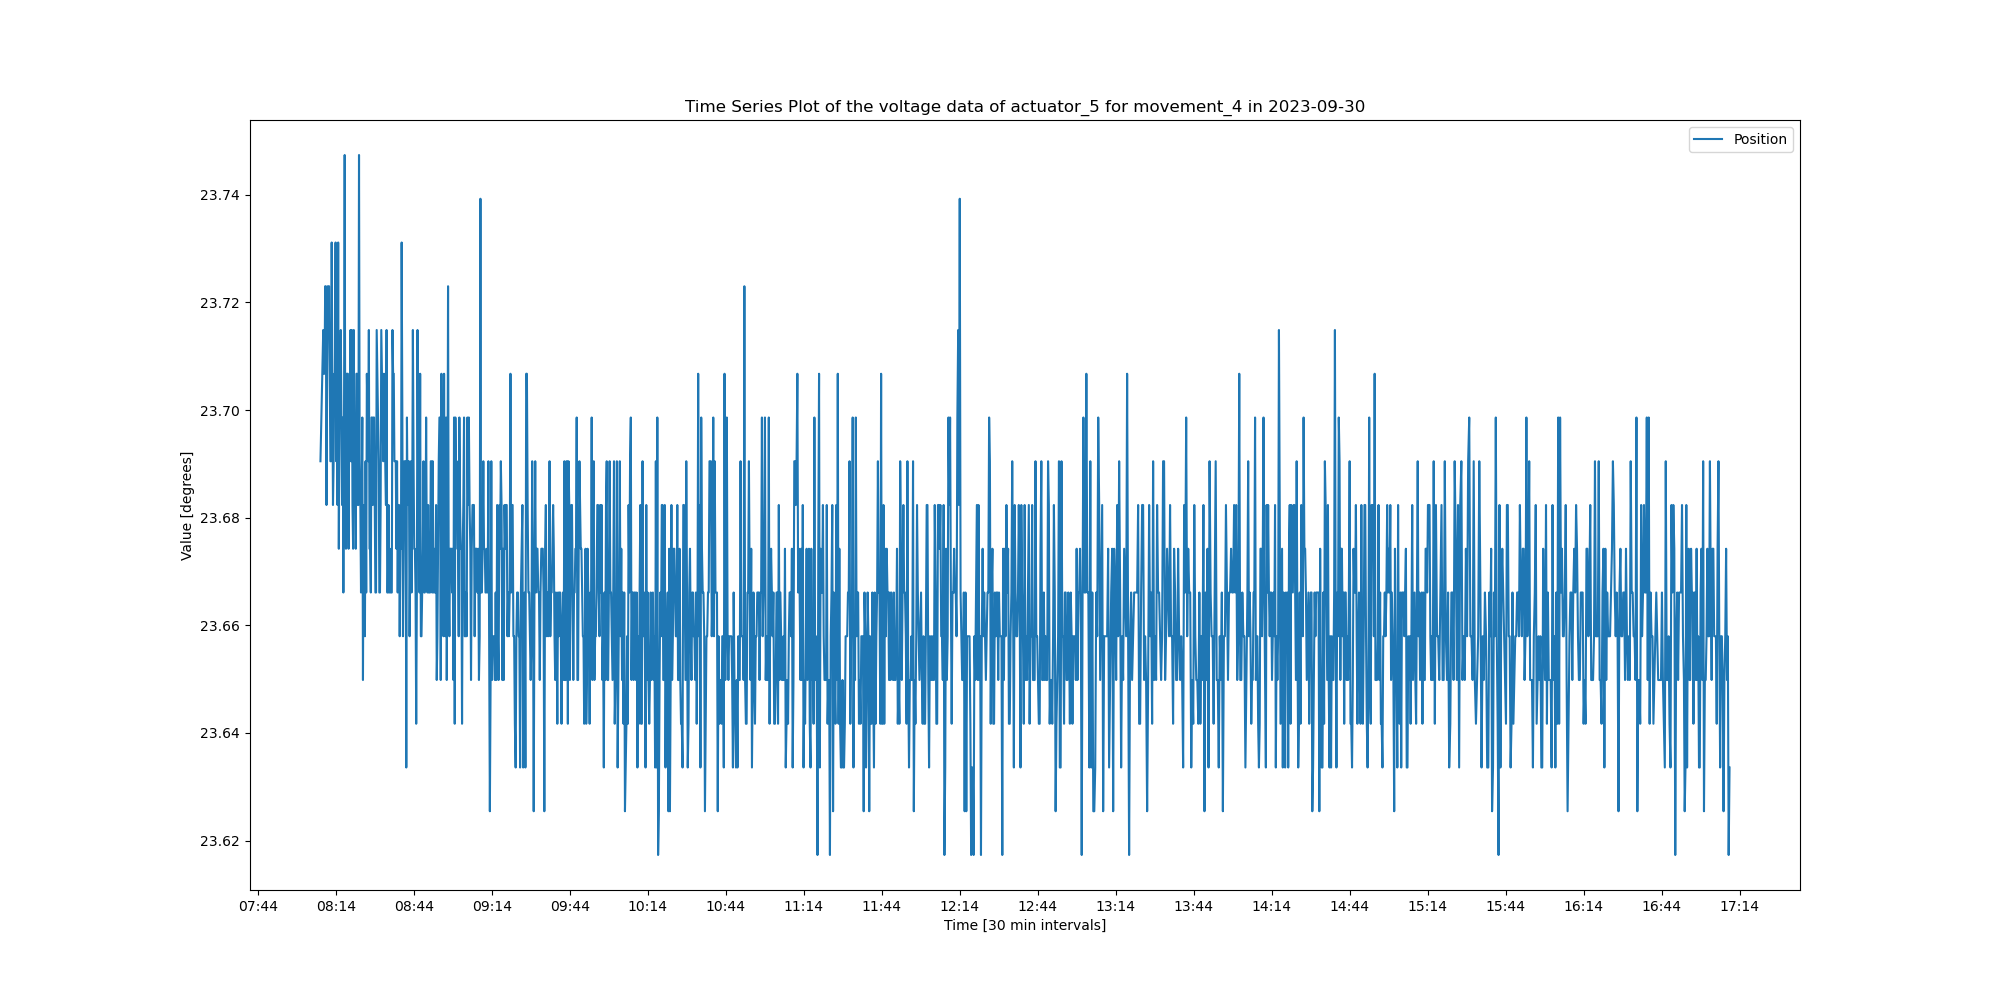 Time Series Plot of the voltage data of actuator_5 for movement_4 in 2023-09-30
Position
23.74
23.72
23.70
23.68
23.66
23.64
23.62
Value [degrees]
07:44 08:14 08:44 09:14 09:44 10:14 10:44 11:14 11:44 12:14 12:44 13:14 13:44 14:14 14:44 15:14 15:44 16:14 16:44 17:14
Time [30 min intervals]